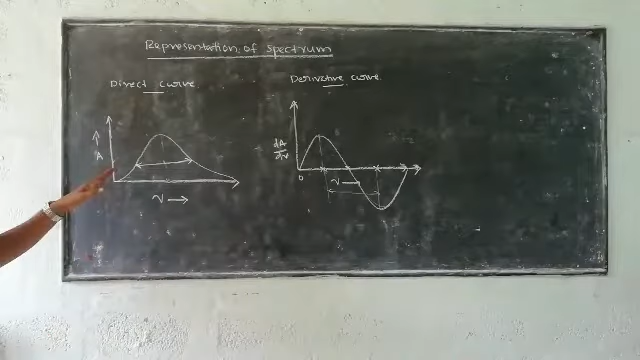 Representation of spectrum
Direct curve
Derivative curve
↑
A
ν →
dA
dν
0
ν →